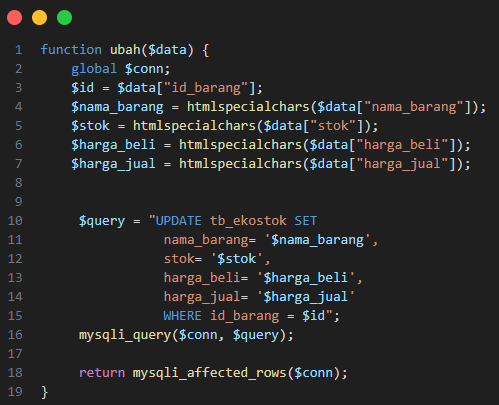 1 function ubah($data) {
2 global $conn;
3 $id = $data["id_barang"];
4 $nama_barang = htmlspecialchars($data["nama_barang"]);
5 $stok = htmlspecialchars($data["stok"]);
6 $harga_beli = htmlspecialchars($data["harga_beli"]);
7 $harga_jual = htmlspecialchars($data["harga_jual"]);
8
9
10 $query = "UPDATE tb_ekostok SET
11 nama_barang= '$nama_barang',
12 stok= '$stok',
13 harga_beli= '$harga_beli',
14 harga_jual= '$harga_jual'
15 WHERE id_barang = $id";
16 mysqli_query($conn, $query);
17
18 return mysqli_affected_rows($conn);
19 }